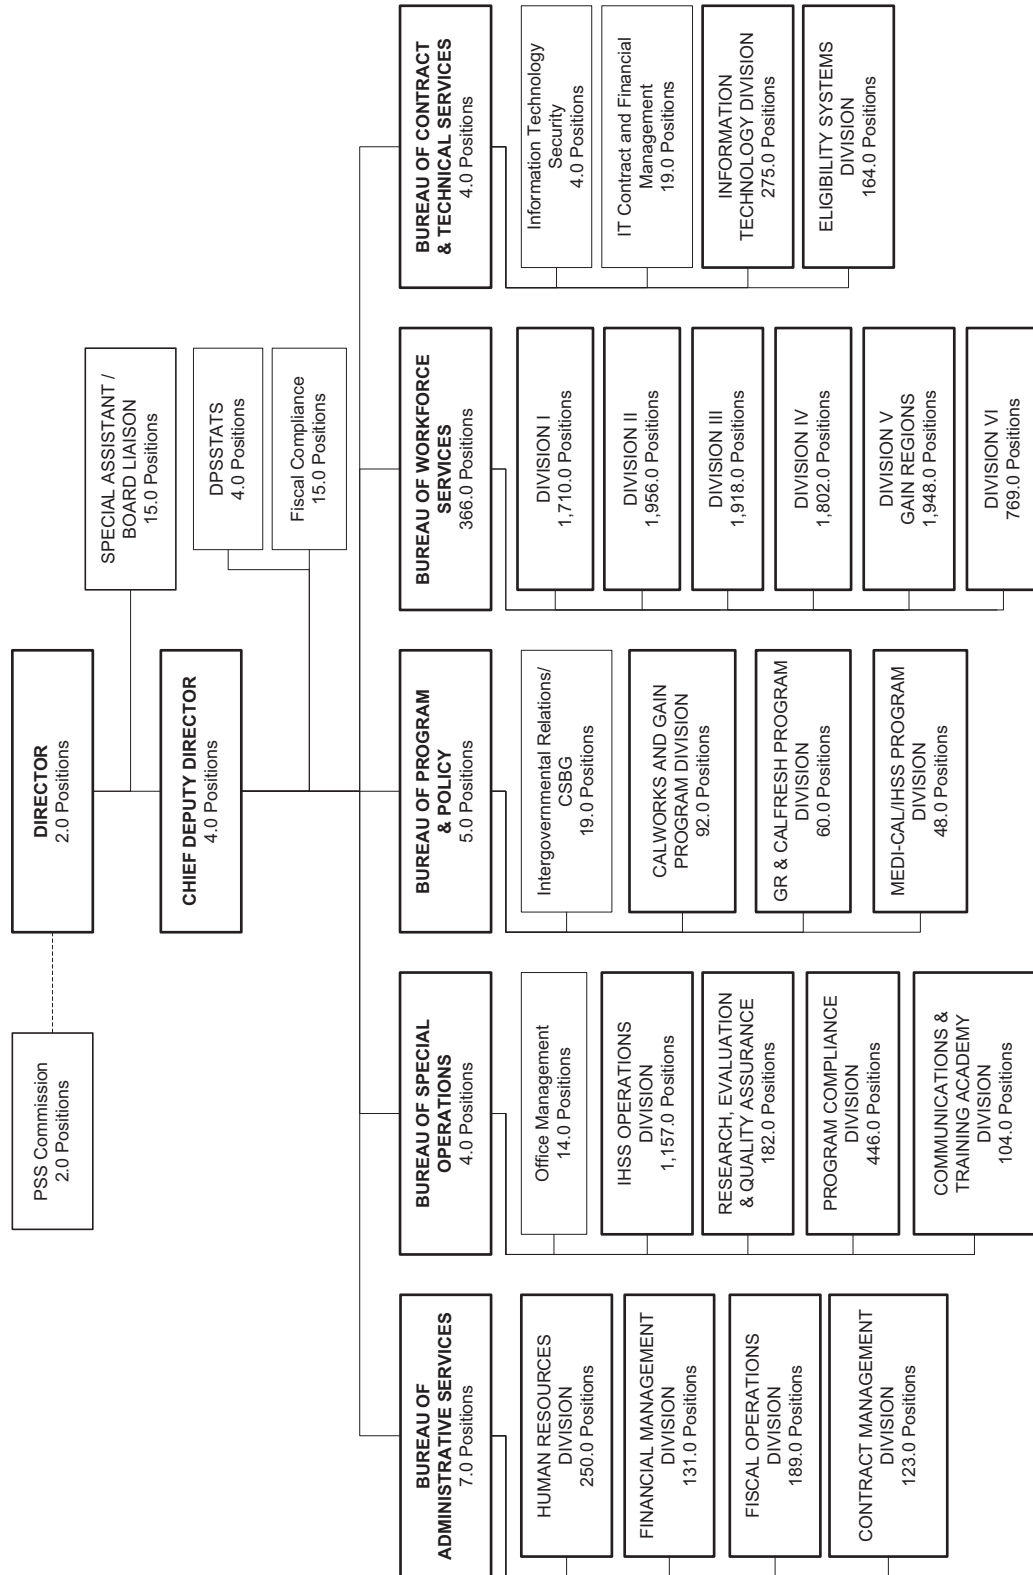 PSS Commission
2.0 Positions
DIRECTOR
2.0 Positions
SPECIAL ASSISTANT /
BOARD LIAISON
15.0 Positions
CHIEF DEPUTY DIRECTOR
4.0 Positions
DPSSTATS
4.0 Positions
Fiscal Compliance
15.0 Positions
BUREAU OF
ADMINISTRATIVE SERVICES
7.0 Positions
HUMAN RESOURCES
DIVISION
250.0 Positions
FINANCIAL MANAGEMENT
DIVISION
131.0 Positions
FISCAL OPERATIONS
DIVISION
189.0 Positions
CONTRACT MANAGEMENT
DIVISION
123.0 Positions
BUREAU OF SPECIAL
OPERATIONS
4.0 Positions
Office Management
14.0 Positions
IHSS OPERATIONS
DIVISION
1,157.0 Positions
RESEARCH, EVALUATION
& QUALITY ASSURANCE
182.0 Positions
PROGRAM COMPLIANCE
DIVISION
446.0 Positions
COMMUNICATIONS &
TRAINING ACADEMY
DIVISION
104.0 Positions
BUREAU OF PROGRAM
& POLICY
5.0 Positions
Intergovernmental Relations/
CSBG
19.0 Positions
CALWORKS AND GAIN
PROGRAM DIVISION
92.0 Positions
GR & CALFRESH PROGRAM
DIVISION
60.0 Positions
MEDI-CAL/IHSS PROGRAM
DIVISION
48.0 Positions
BUREAU OF WORKFORCE
SERVICES
366.0 Positions
DIVISION I
1,710.0 Positions
DIVISION II
1,956.0 Positions
DIVISION III
1,918.0 Positions
DIVISION IV
1,802.0 Positions
DIVISION V
GAIN REGIONS
1,948.0 Positions
DIVISION VI
769.0 Positions
BUREAU OF CONTRACT
& TECHNICAL SERVICES
4.0 Positions
Information Technology
Security
4.0 Positions
IT Contract and Financial
Management
19.0 Positions
INFORMATION
TECHNOLOGY DIVISION
275.0 Positions
ELIGIBILITY SYSTEMS
DIVISION
164.0 Positions